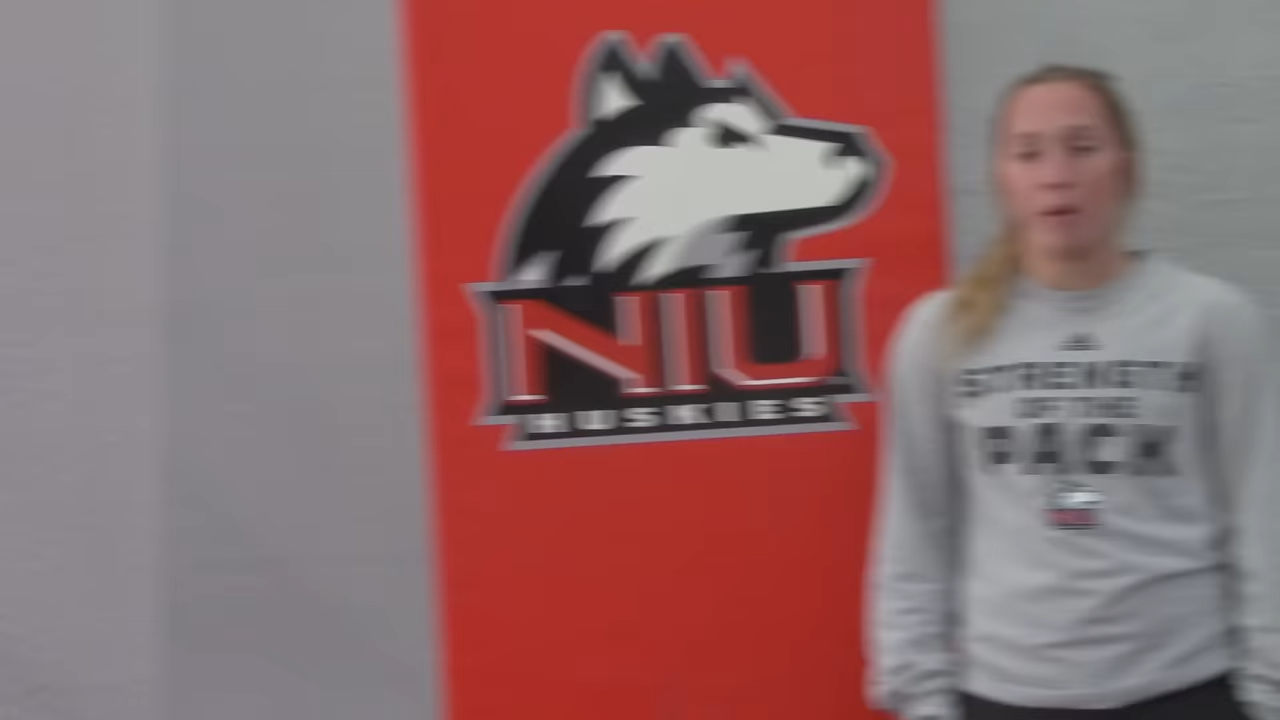 NIU
HUSKIES
STRENGTH
OF THE
PACK